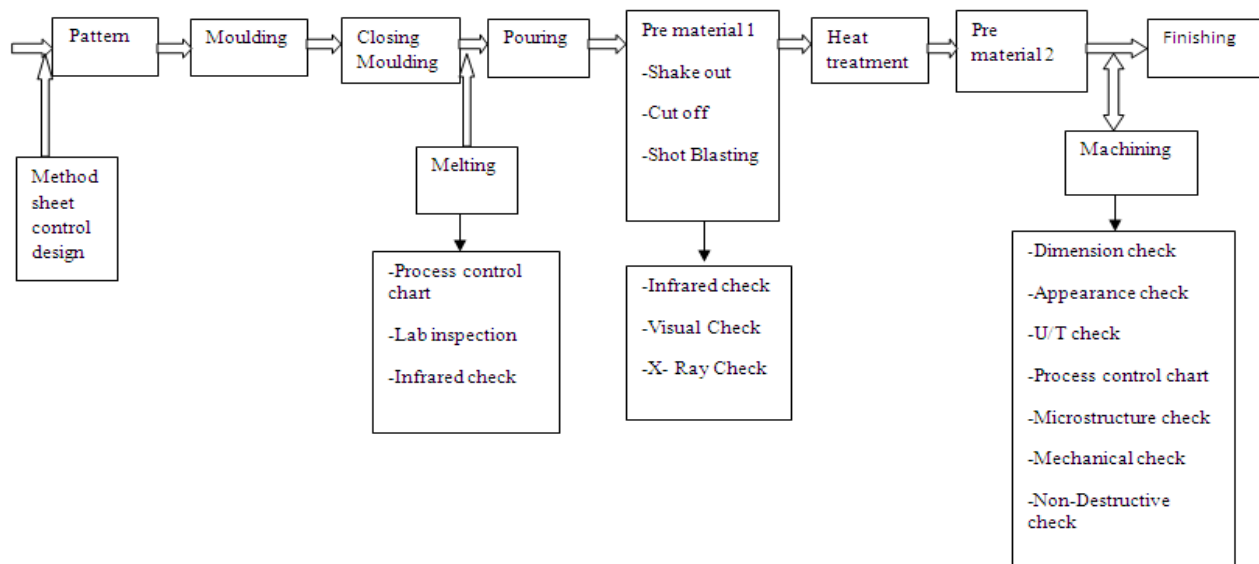 Pattern
Moulding
Closing
Moulding
Pouring
Pre material 1
-Shake out
-Cut off
-Shot Blasting
Heat
treatment
Pre
material 2
Finishing
Method
sheet
control
design
Melting
Machining
-Process control
chart
-Lab inspection
-Infrared check
-Infrared check
-Visual Check
-X- Ray Check
-Dimension check
-Appearance check
-U/T check
-Process control chart
-Microstructure check
-Mechanical check
-Non-Destructive
check